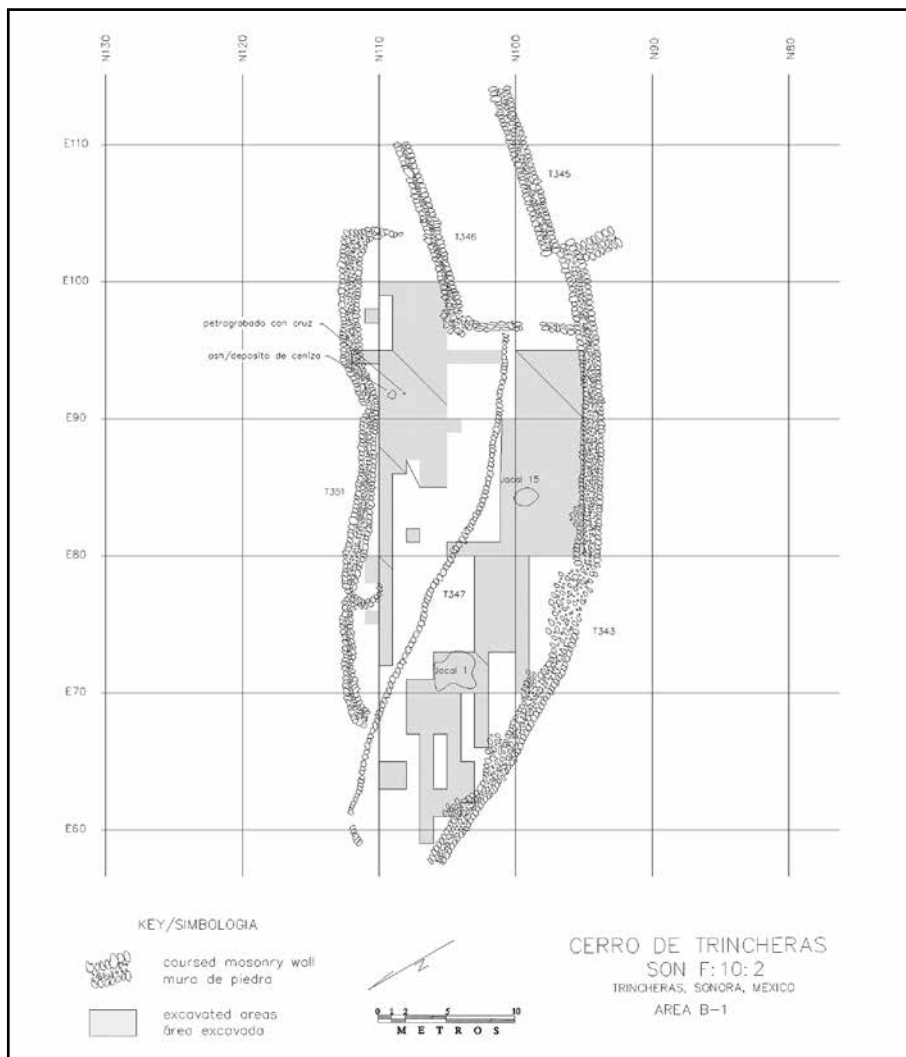 N130
N120
N110
N100
N90
N80
E110
T345
T346
E100
petrograbado con cruz
ash/deposito de ceniza
E90
Jacal 15
T351
E80
T347
T343
Jacal 1
E70
E60
KEY/SIMBOLOGIA
coursed masonry wall
muro de piedra
excavated areas
área excavada
N
0 1 2 5 10
METROS
CERRO DE TRINCHERAS
SON F:10:2
TRINCHERAS, SONORA, MEXICO
AREA B-1